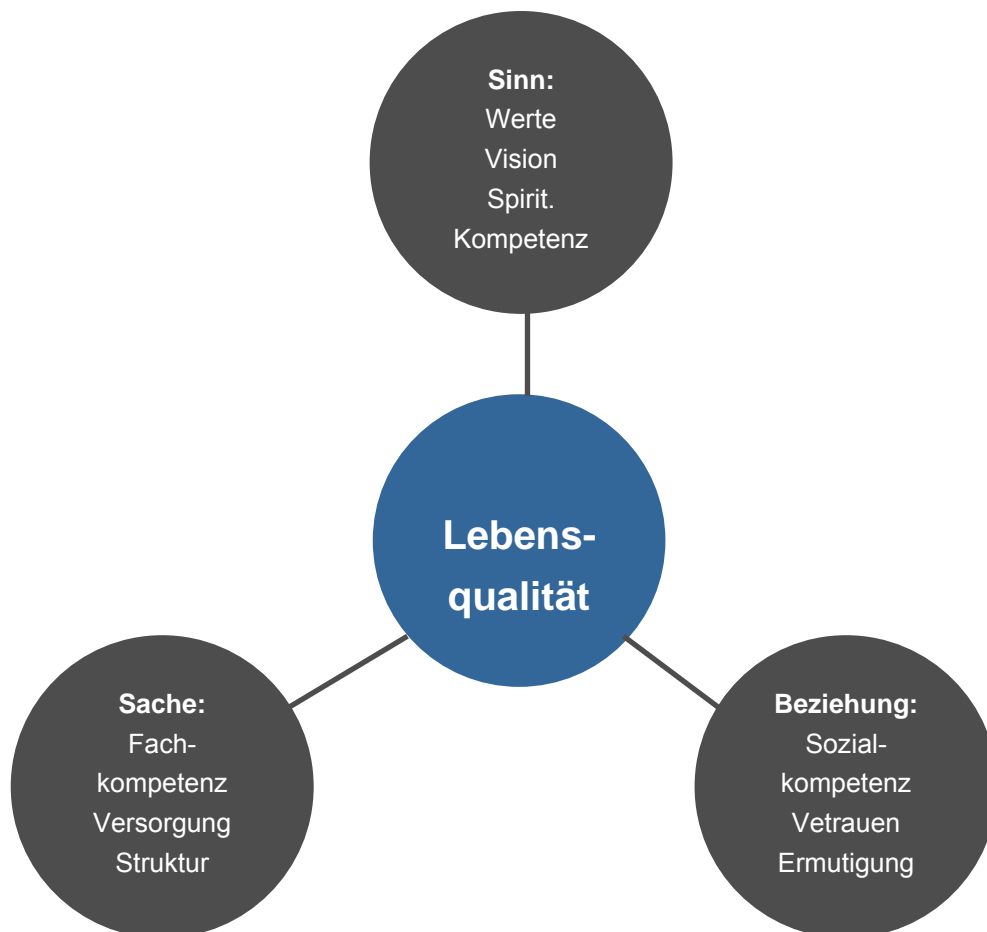 Sinn:
Werte
Vision
Spirit.
Kompetenz
Lebens-
qualität
Sache:
Fach-
kompetenz
Versorgung
Struktur
Beziehung:
Sozial-
kompetenz
Vetrauen
Ermutigung